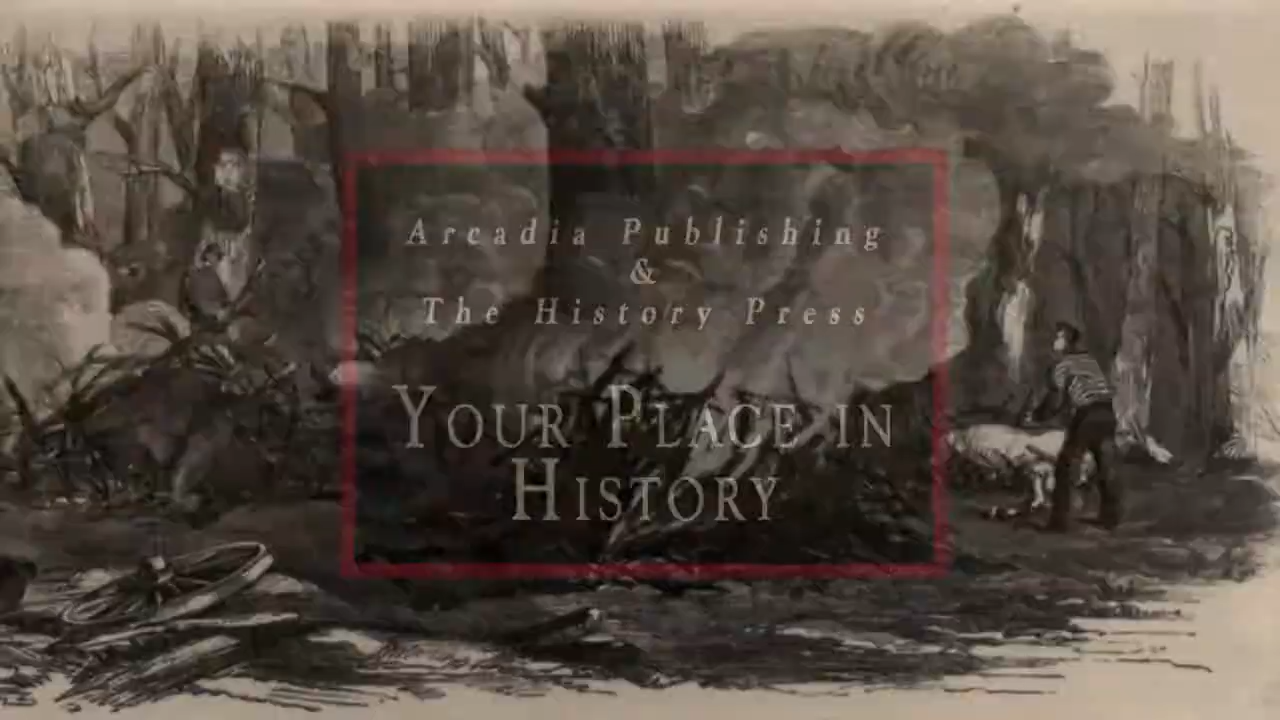 Arcadia Publishing
&
The History Press
Your Place in
History